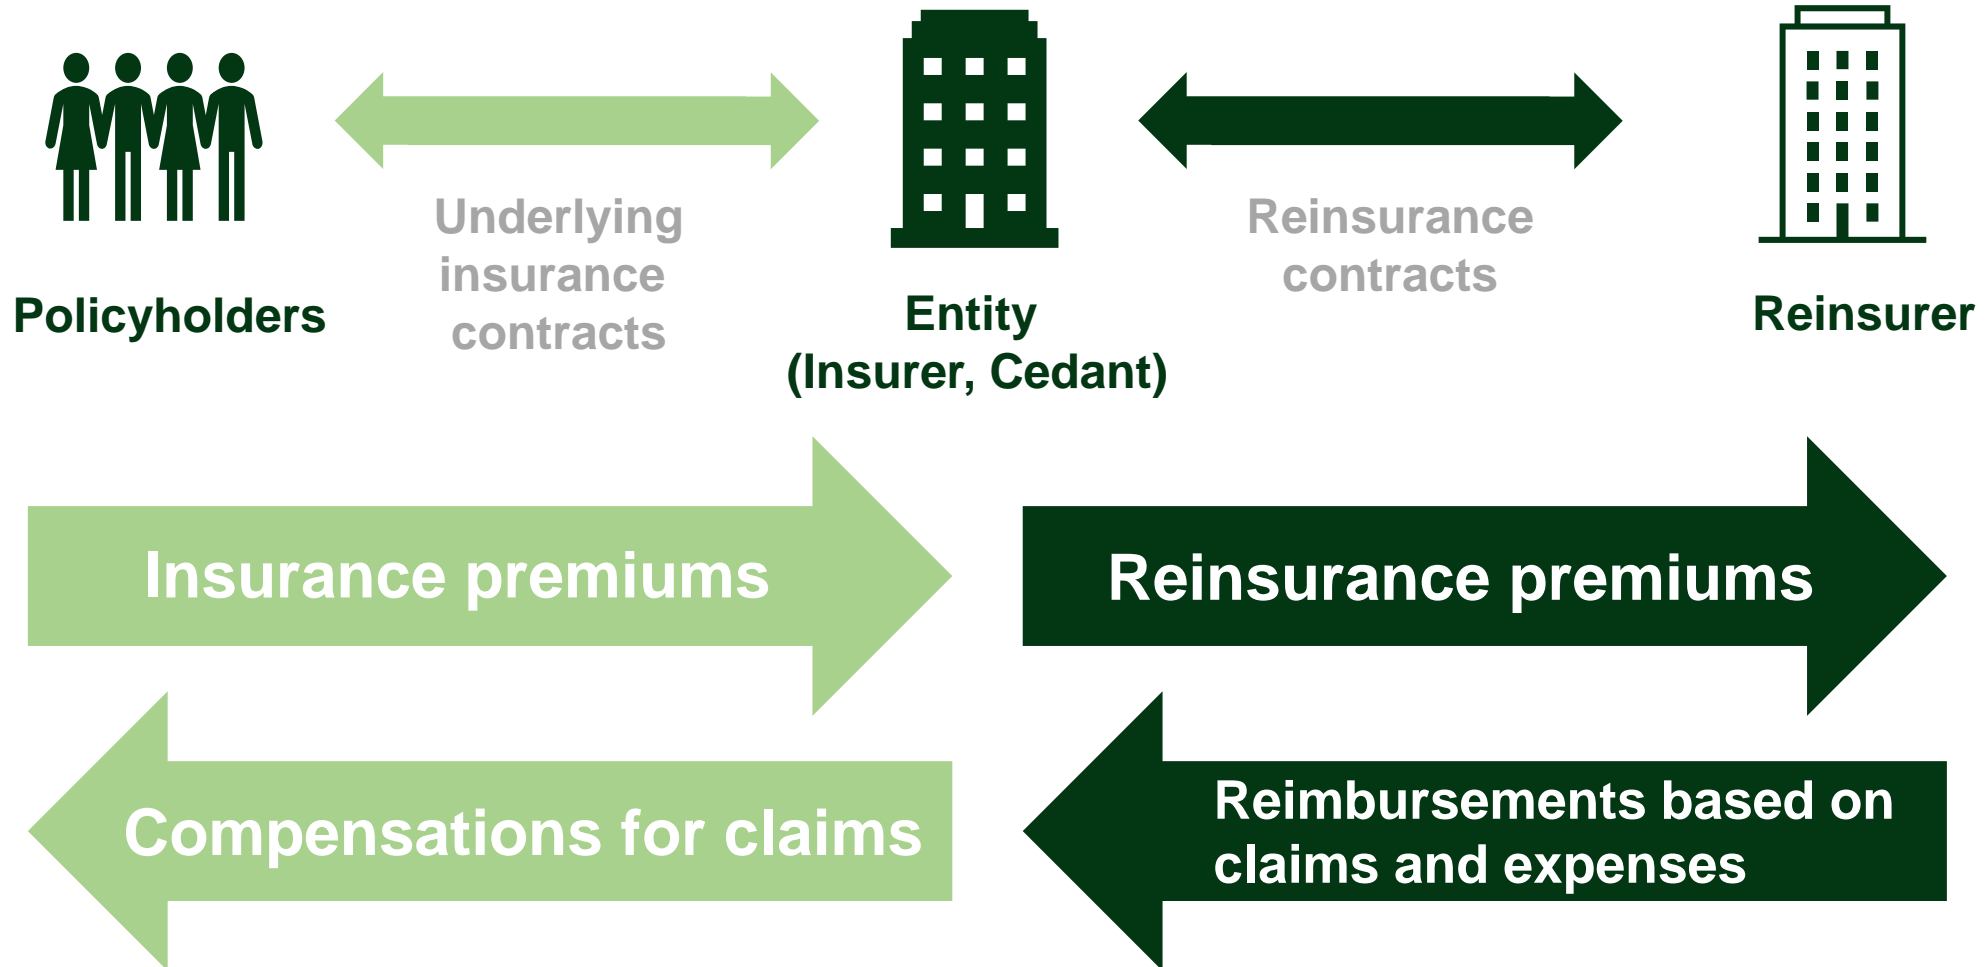 Policyholders
Underlying
insurance
contracts
Entity
(Insurer, Cedant)
Reinsurance
contracts
Reinsurer
Insurance premiums
Reinsurance premiums
Compensations for claims
Reimbursements based on
claims and expenses